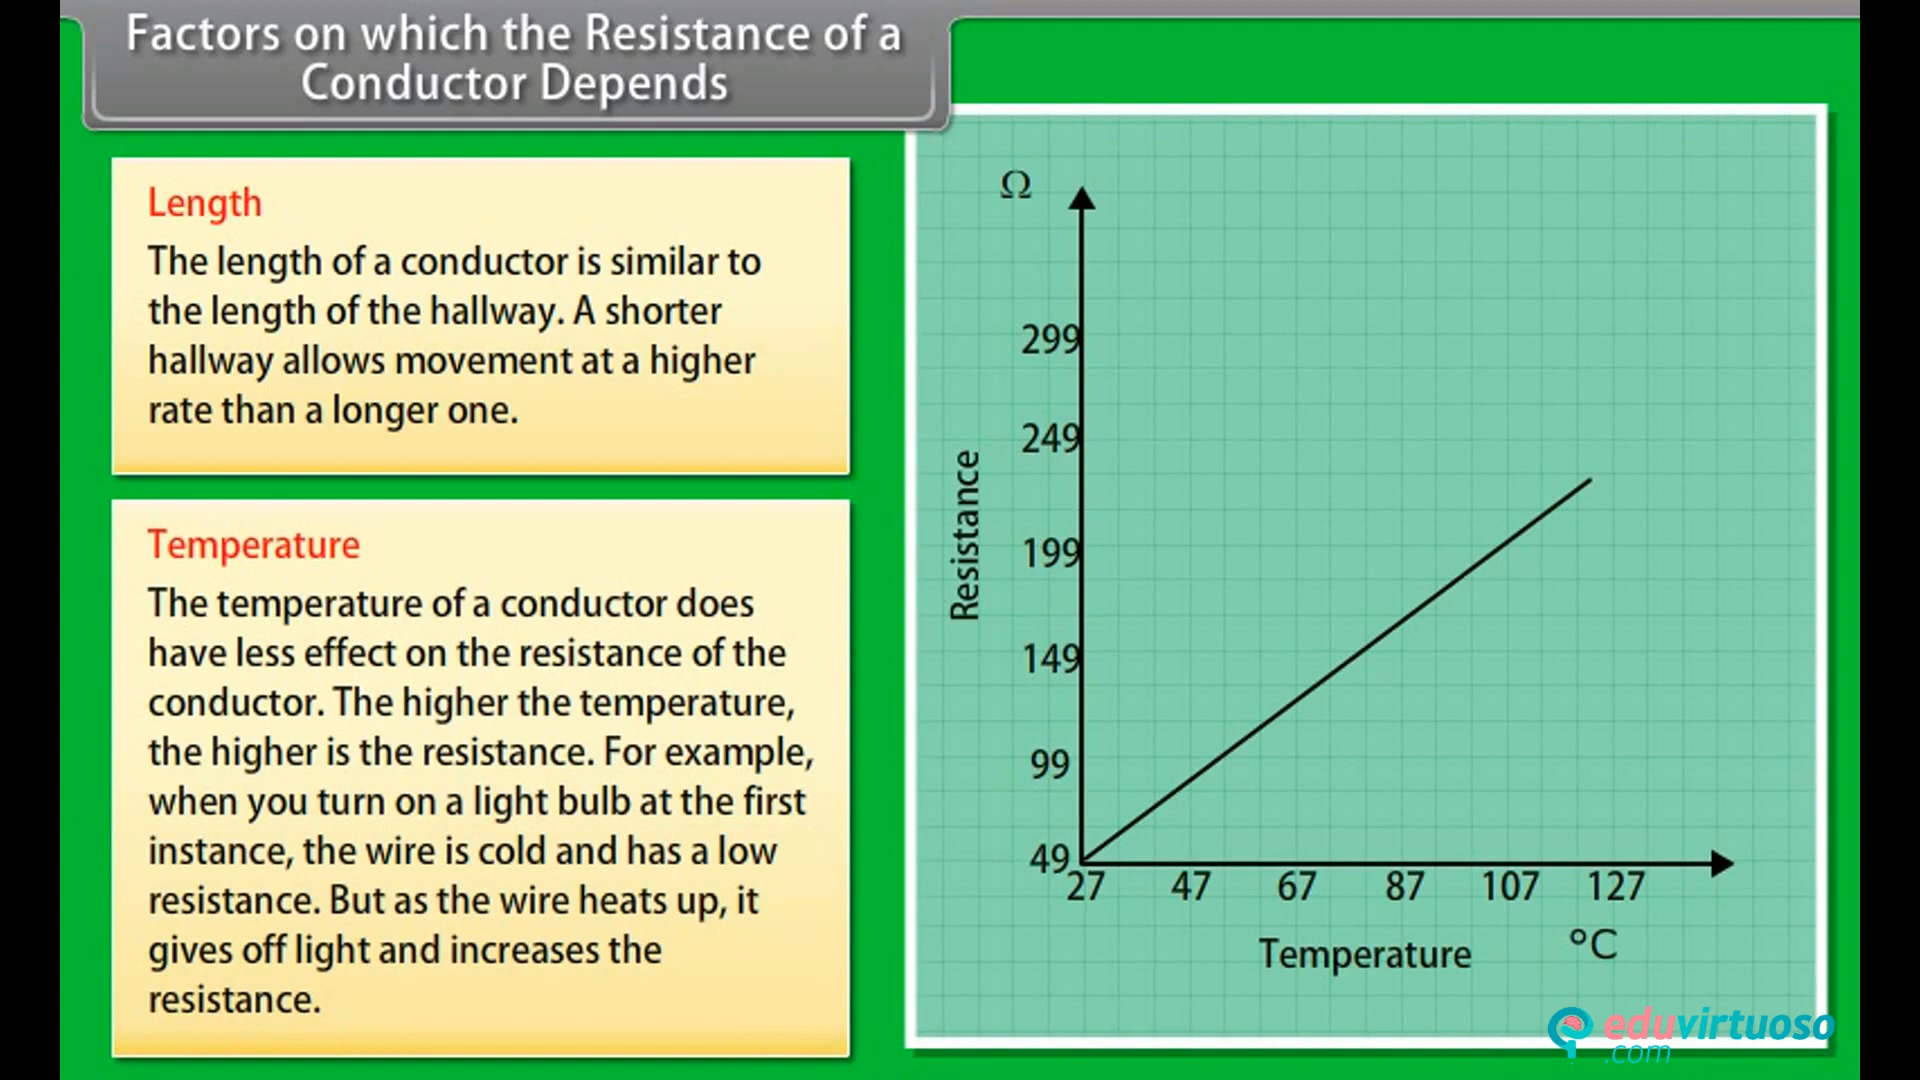 Factors on which the Resistance of a
Conductor Depends
Length
The length of a conductor is similar to
the length of the hallway. A shorter
hallway allows movement at a higher
rate than a longer one.
Temperature
The temperature of a conductor does
have less effect on the resistance of the
conductor. The higher the temperature,
the higher is the resistance. For example,
when you turn on a light bulb at the first
instance, the wire is cold and has a low
resistance. But as the wire heats up, it
gives off light and increases the
resistance.
Ω
299
249
199
149
99
49
Resistance
27 47 67 87 107 127
Temperature °C
eduvirtuoso
.com